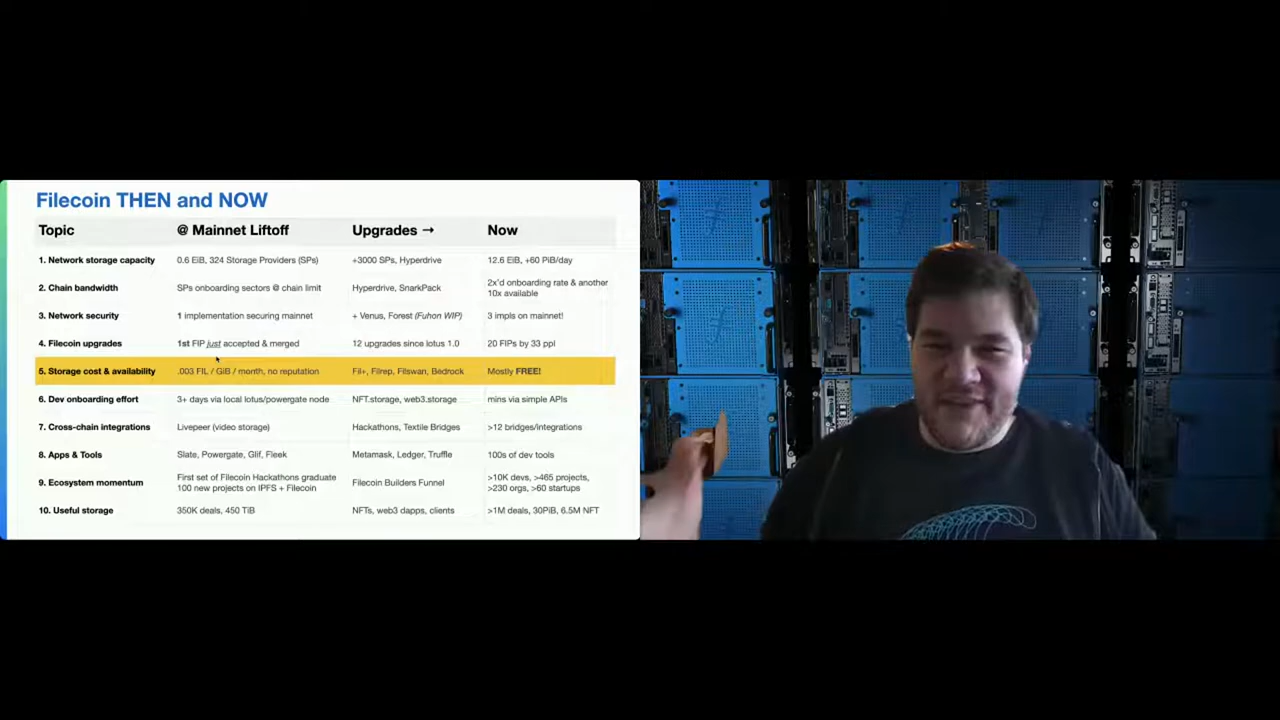 Filecoin THEN and NOW
Topic @ Mainnet Liftoff Upgrades → Now
1. Network storage capacity 0.6 EiB, 324 Storage Providers (SPs) +3000 SPs, Hyperdrive 12.6 EiB, +60 PiB/day
2. Chain bandwidth SPs onboarding sectors @ chain limit Hyperdrive, SnarkPack 2x'd onboarding rate & another
10x available
3. Network security 1 implementation securing mainnet + Venus, Forest (Fuhon WIP) 3 impls on mainnet!
4. Filecoin upgrades 1st FIP just accepted & merged 12 upgrades since lotus 1.0 20 FIPs by 33 ppl
5. Storage cost & availability .003 FIL / GiB / month, no reputation Fil+, Filrep, Filswan, Bedrock Mostly FREE!
6. Dev onboarding effort 3+ days via local lotus/powergate node NFT.storage, web3.storage mins via simple APIs
7. Cross-chain integrations Livepeer (video storage) Hackathons, Textile Bridges >12 bridges/integrations
8. Apps & Tools Slate, Powergate, Glif, Fleek Metamask, Ledger, Truffle 100s of dev tools
9. Ecosystem momentum First set of Filecoin Hackathons graduate
100 new projects on IPFS + Filecoin Filecoin Builders Funnel >10K devs, >465 projects,
>230 orgs, >60 startups
10. Useful storage 350K deals, 450 TiB NFTs, web3 dapps, clients >1M deals, 30PiB, 6.5M NFT